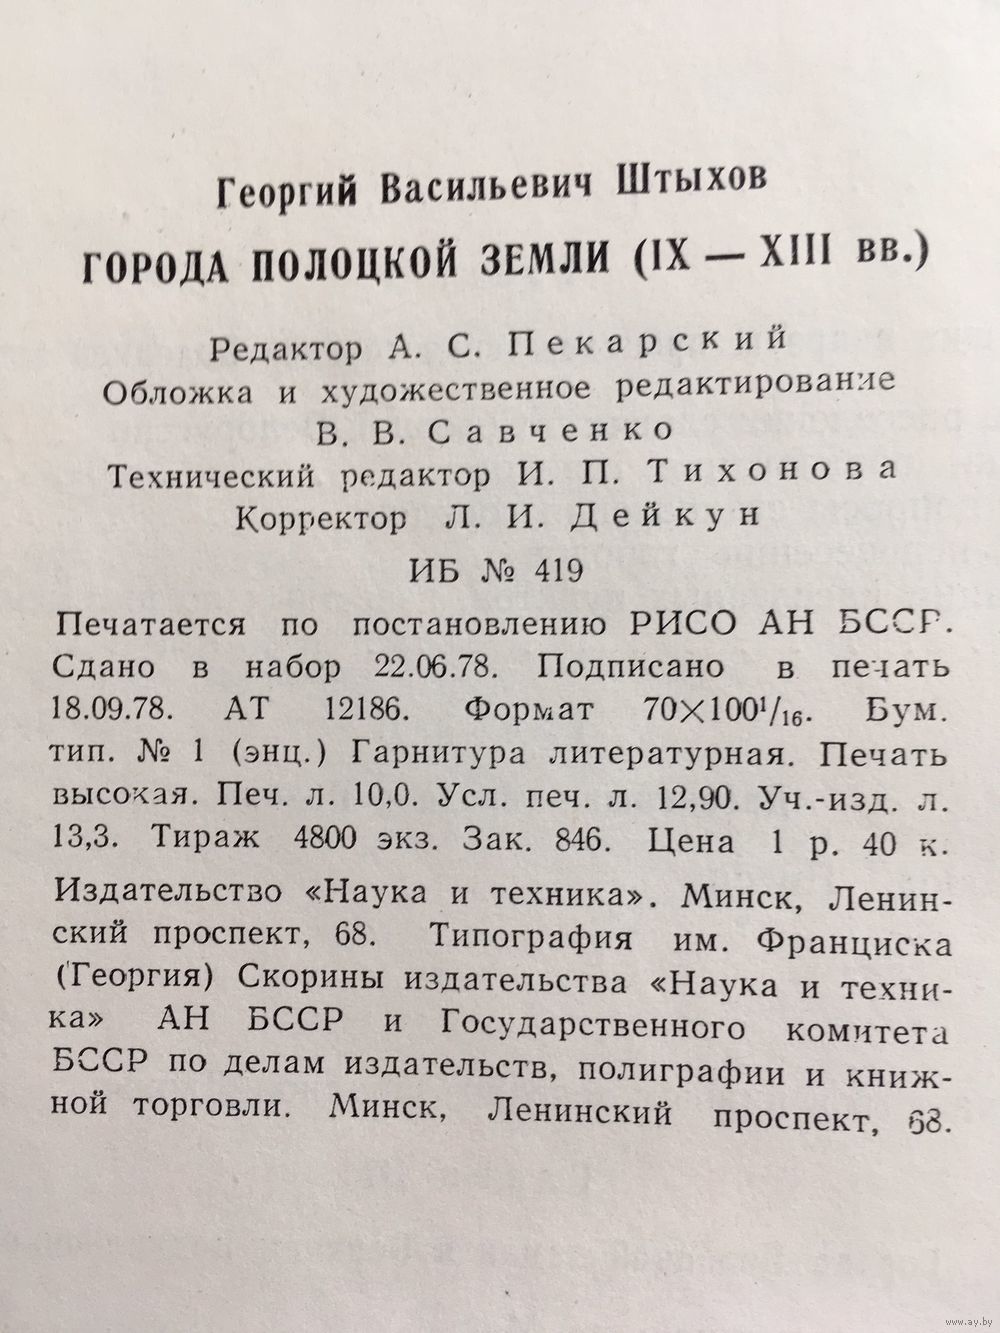 Георгий Васильевич Штыхов
ГОРОДА ПОЛОЦКОЙ ЗЕМЛИ (IX — XIII вв.)
Редактор А. С. Пекарский
Обложка и художественное редактирование
В. В. Савченко
Технический редактор И. П. Тихонова
Корректор Л. И. Дейкун
ИБ № 419
Печатается по постановлению РИСО АН БССР.
Сдано в набор 22.06.78. Подписано в печать
18.09.78. АТ 12186. Формат 70×100¹/₁₆. Бум.
тип. № 1 (энц.) Гарнитура литературная. Печать
высокая. Печ. л. 10,0. Усл. печ. л. 12,90. Уч.-изд. л.
13,3. Тираж 4800 экз. Зак. 846. Цена 1 р. 40 к.
Издательство «Наука и техника». Минск, Ленин-
ский проспект, 68. Типография им. Франциска
(Георгия) Скорины издательства «Наука и техни-
ка» АН БССР и Государственного комитета
БССР по делам издательств, полиграфии и книж-
ной торговли. Минск, Ленинский проспект, 68.
www.ay.by